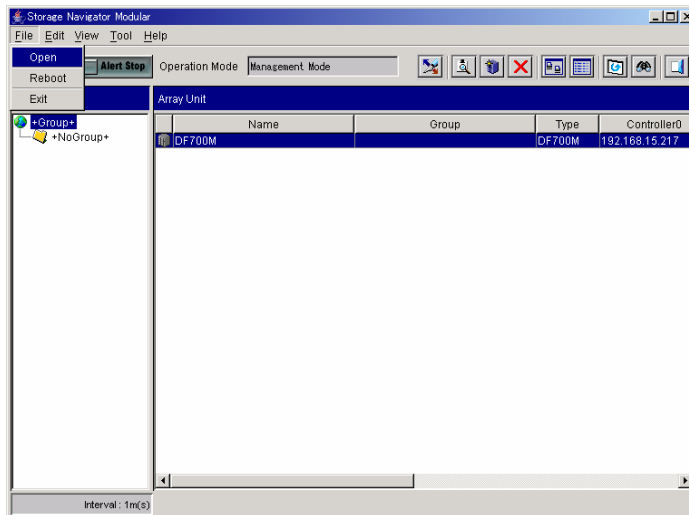 Storage Navigator Modular
File Edit View Tool Help
Open
Reboot
Exit
Alert Stop Operation Mode Management Mode
Array Unit
+Group+
+NoGroup+
Name Group Type Controller0
DF700M DF700M 192.168.15.217
Interval : 1m(s)